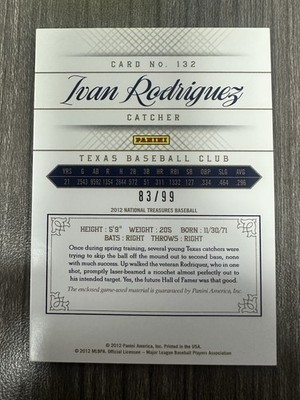 CARD NO. 132
Ivan Rodriguez
CATCHER
PANINI
TEXAS BASEBALL CLUB
YRS G AB R H 2B 3B HR RBI SB OBP SLG AVG
21 2543 9592 1354 2844 572 51 311 1332 127 .334 .464 .296
83/99
2012 NATIONAL TREASURES BASEBALL
HEIGHT: 5'9" WEIGHT: 205 BORN: 11/30/71
BATS: RIGHT THROWS: RIGHT
Once during spring training, several young Texas catchers were
trying to skip the ball off the mound out to second base, none
with much success. Up walked the veteran Rodriguez, who in one
shot, promptly laser-beamed a ricochet almost perfectly out to
his intended target. Yes, the future Hall of Famer was that good.
The enclosed game-used material is guaranteed by Panini America, Inc.
© 2012 Panini America, Inc. Printed in the USA.
© 2012 MLBPA. Official Licensee – Major League Baseball Players Association